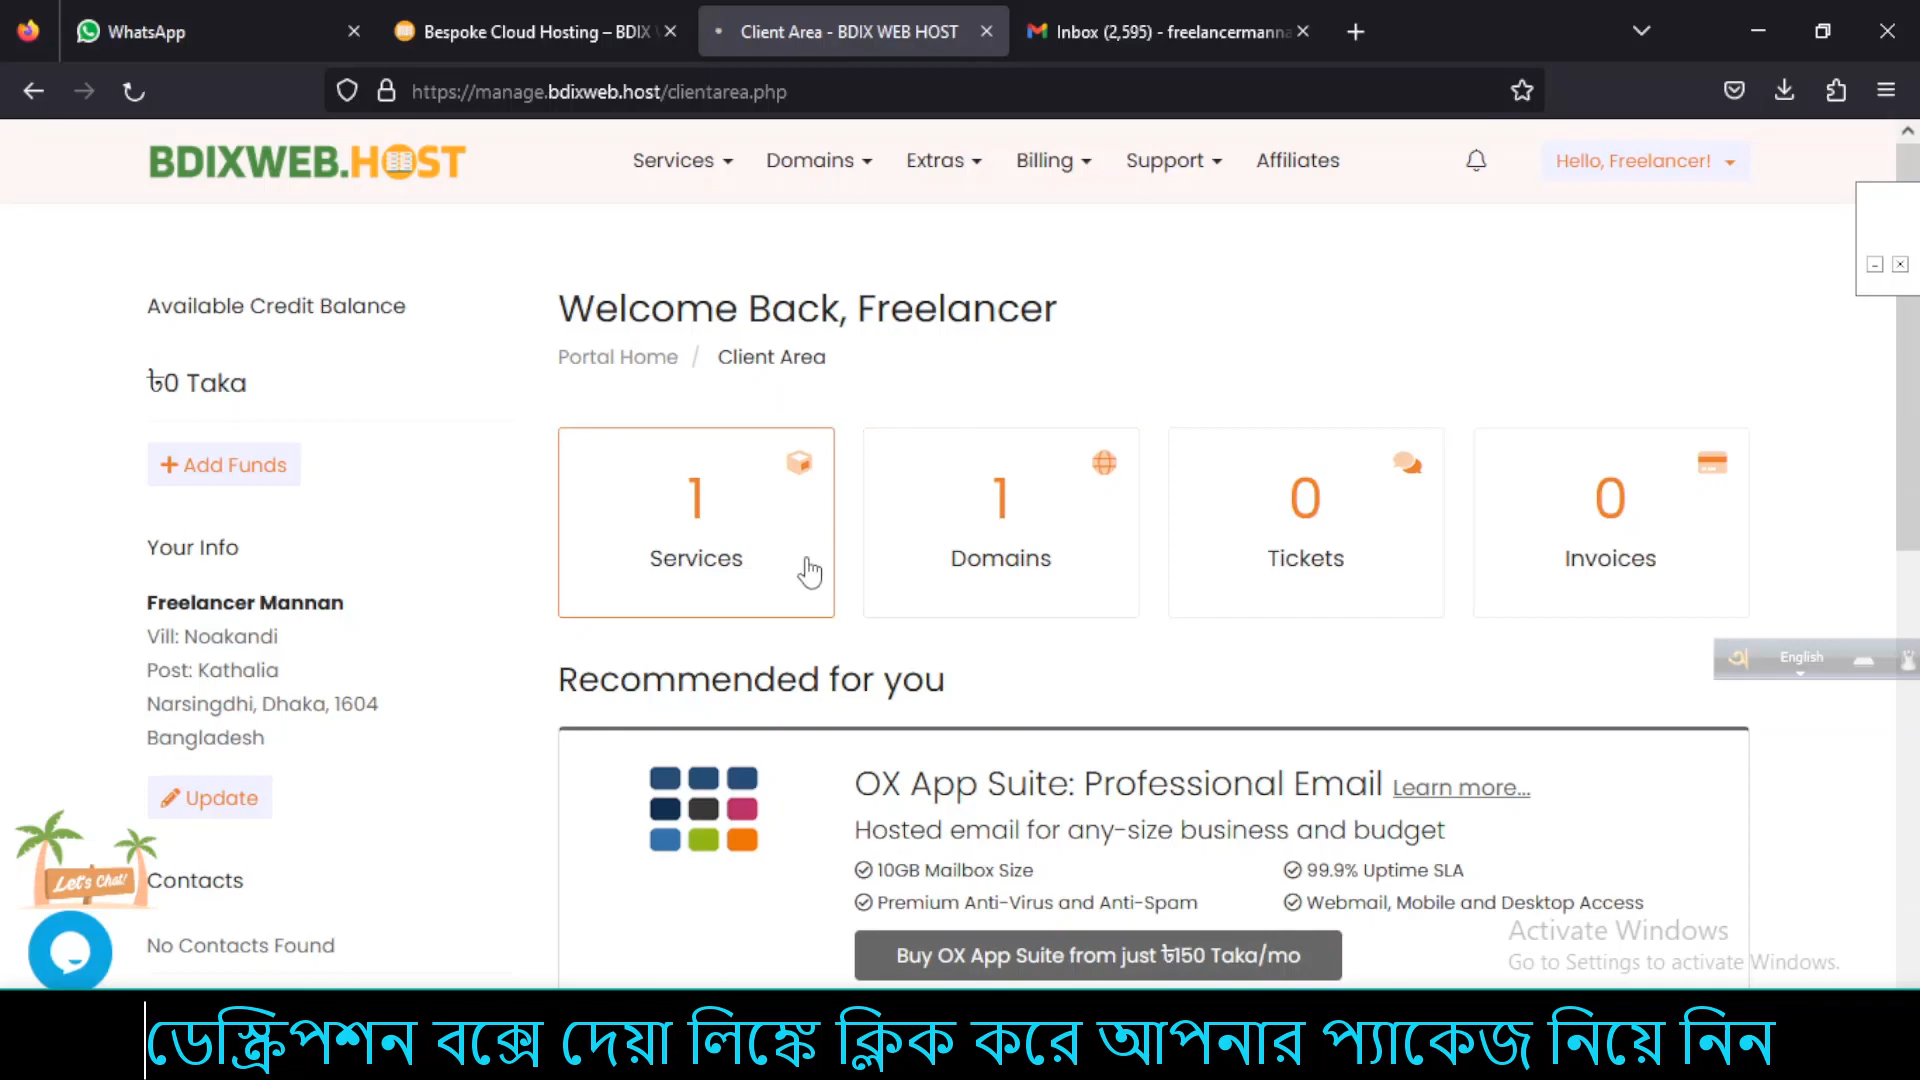 WhatsApp
Bespoke Cloud Hosting – BDIX
Client Area - BDIX WEB HOST
Inbox (2,595) - freelancermanna
https://manage.bdixweb.host/clientarea.php
BDIXWEB.HOST
Services
Domains
Extras
Billing
Support
Affiliates
Hello, Freelancer!
Available Credit Balance
৳0 Taka
Add Funds
Your Info
Freelancer Mannan
Vill: Noakandi
Post: Kathalia
Narsingdhi, Dhaka, 1604
Bangladesh
Update
Let's Chat!
Contacts
No Contacts Found
Welcome Back, Freelancer
Portal Home / Client Area
1
Services
1
Domains
0
Tickets
0
Invoices
English
Recommended for you
OX App Suite: Professional Email Learn more...
Hosted email for any-size business and budget
10GB Mailbox Size
99.9% Uptime SLA
Premium Anti-Virus and Anti-Spam
Webmail, Mobile and Desktop Access
Buy OX App Suite from just ৳150 Taka/mo
Activate Windows
Go to Settings to activate Windows.
ডেস্ক্রিপশন বক্সে দেয়া লিঙ্কে ক্লিক করে আপনার প্যাকেজ নিয়ে নিন